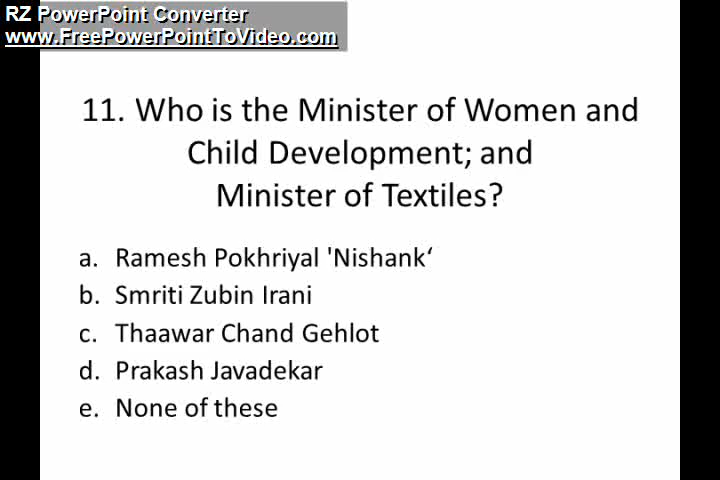 RZ PowerPoint Converter
www.FreePowerPointToVideo.com
11. Who is the Minister of Women and
Child Development; and
Minister of Textiles?
a. Ramesh Pokhriyal 'Nishank‘
b. Smriti Zubin Irani
c. Thaawar Chand Gehlot
d. Prakash Javadekar
e. None of these